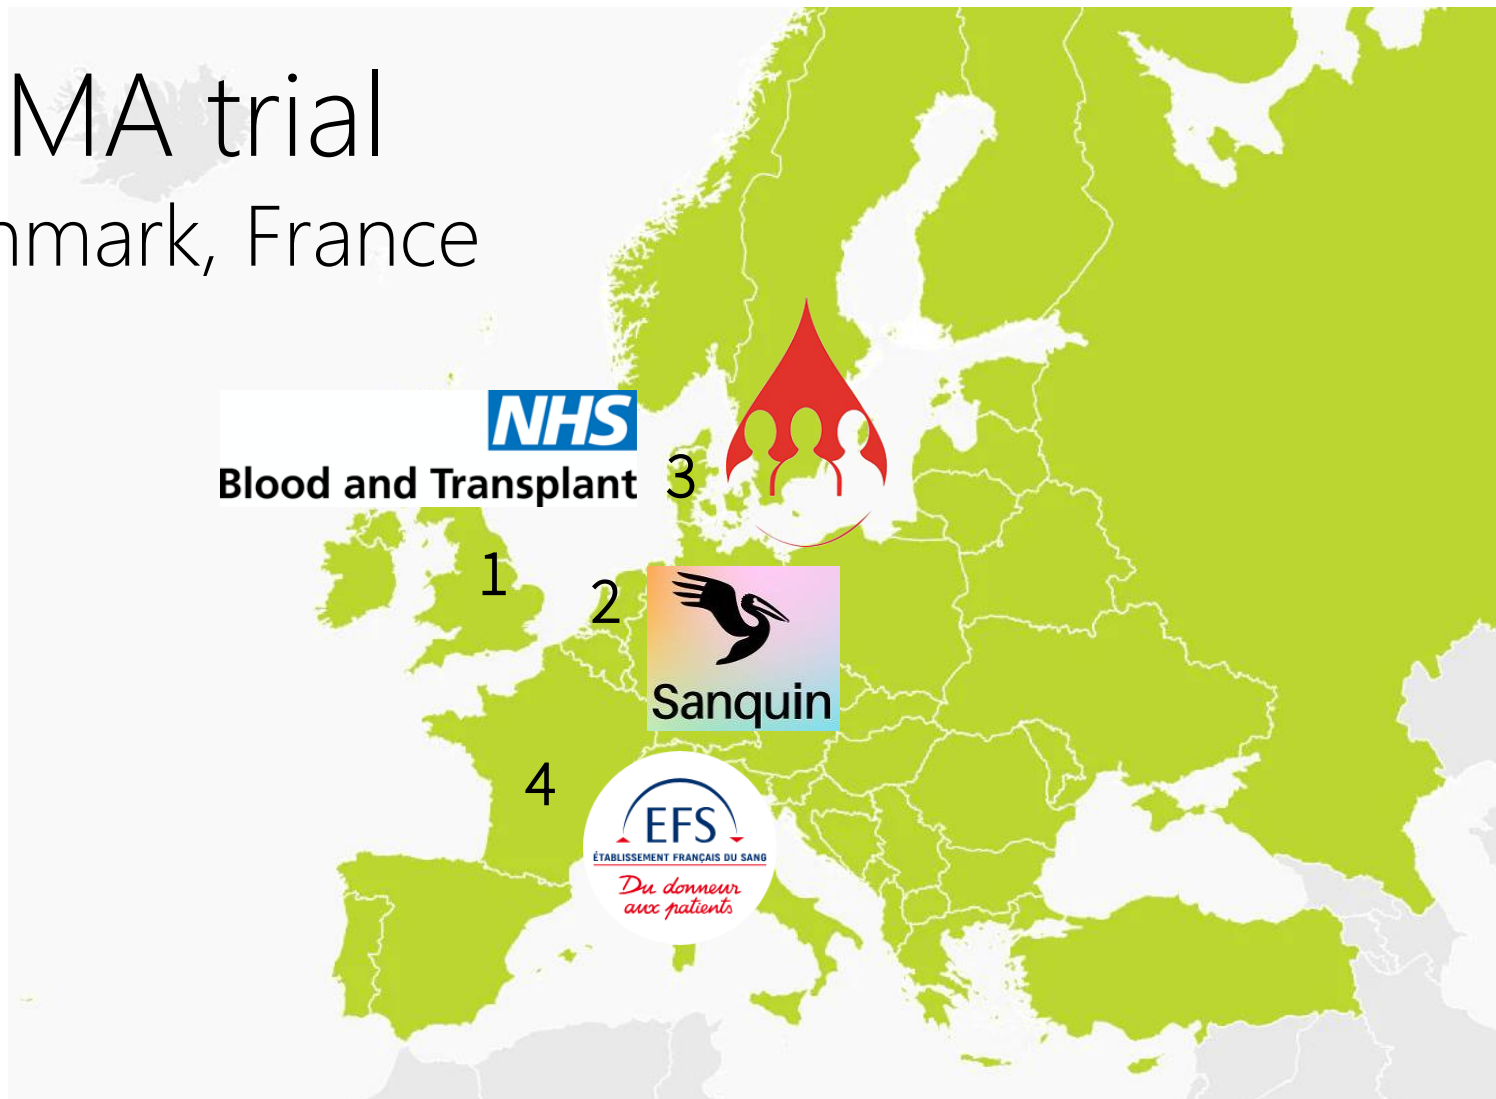 MA trial
nmark, France
NHS
Blood and Transplant
3
1
2
Sanquin
4
EFS
ÉTABLISSEMENT FRANÇAIS DU SANG
Du donneur
aux patients